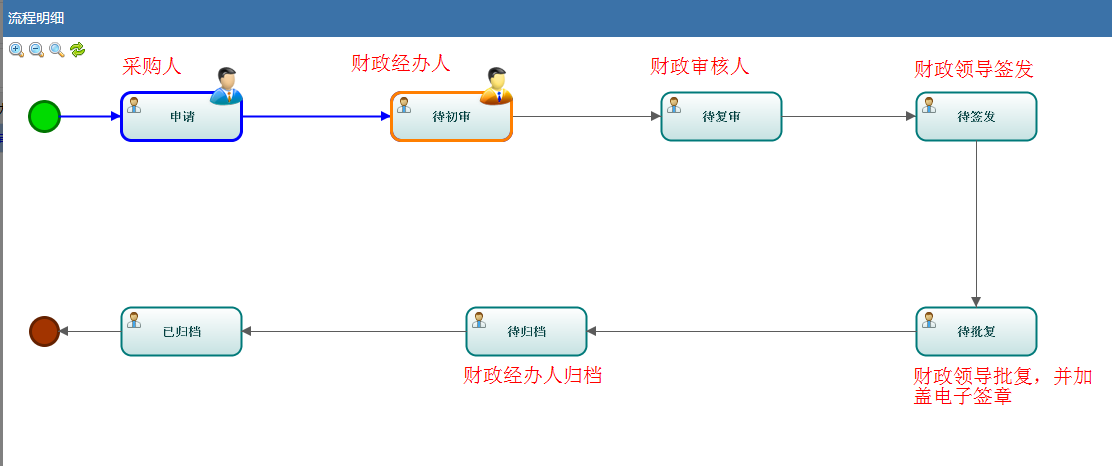 流程明细
采购人
财政经办人
财政审核人
财政领导签发
申请
待初审
待复审
待签发
已归档
待归档
待批复
财政经办人归档
财政领导批复，并加
盖电子签章